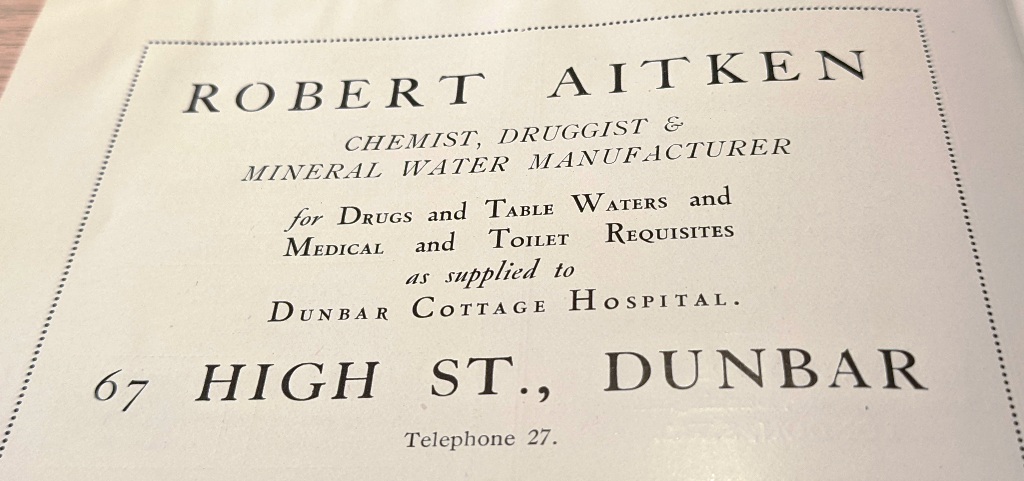 ROBERT AITKEN
CHEMIST, DRUGGIST &
MINERAL WATER MANUFACTURER
for DRUGS and TABLE WATERS and
MEDICAL and TOILET REQUISITES
as supplied to
DUNBAR COTTAGE HOSPITAL.
67 HIGH ST., DUNBAR
Telephone 27.